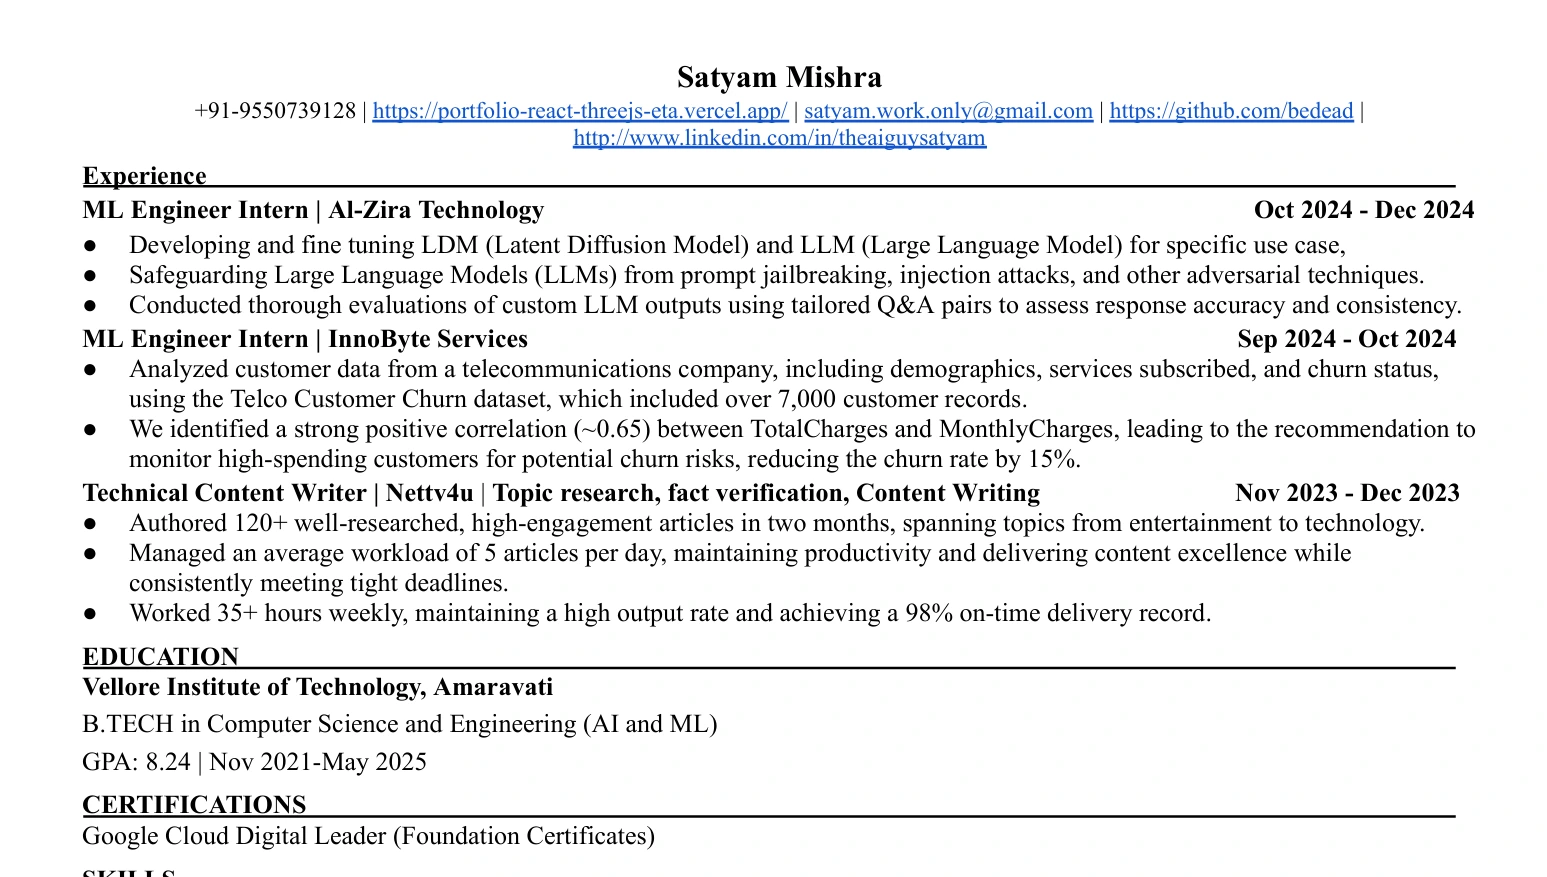 Satyam Mishra
+91-9550739128 | https://portfolio-react-threejs-eta.vercel.app/ | satyam.work.only@gmail.com | https://github.com/bedead |
http://www.linkedin.com/in/theaiguysatyam
Experience
ML Engineer Intern | Al-Zira Technology Oct 2024 - Dec 2024
● Developing and fine tuning LDM (Latent Diffusion Model) and LLM (Large Language Model) for specific use case,
● Safeguarding Large Language Models (LLMs) from prompt jailbreaking, injection attacks, and other adversarial techniques.
● Conducted thorough evaluations of custom LLM outputs using tailored Q&A pairs to assess response accuracy and consistency.
ML Engineer Intern | InnoByte Services Sep 2024 - Oct 2024
● Analyzed customer data from a telecommunications company, including demographics, services subscribed, and churn status,
using the Telco Customer Churn dataset, which included over 7,000 customer records.
● We identified a strong positive correlation (~0.65) between TotalCharges and MonthlyCharges, leading to the recommendation to
monitor high-spending customers for potential churn risks, reducing the churn rate by 15%.
Technical Content Writer | Nettv4u | Topic research, fact verification, Content Writing Nov 2023 - Dec 2023
● Authored 120+ well-researched, high-engagement articles in two months, spanning topics from entertainment to technology.
● Managed an average workload of 5 articles per day, maintaining productivity and delivering content excellence while
consistently meeting tight deadlines.
● Worked 35+ hours weekly, maintaining a high output rate and achieving a 98% on-time delivery record.
EDUCATION
Vellore Institute of Technology, Amaravati
B.TECH in Computer Science and Engineering (AI and ML)
GPA: 8.24 | Nov 2021-May 2025
CERTIFICATIONS
Google Cloud Digital Leader (Foundation Certificates)
SKILLS